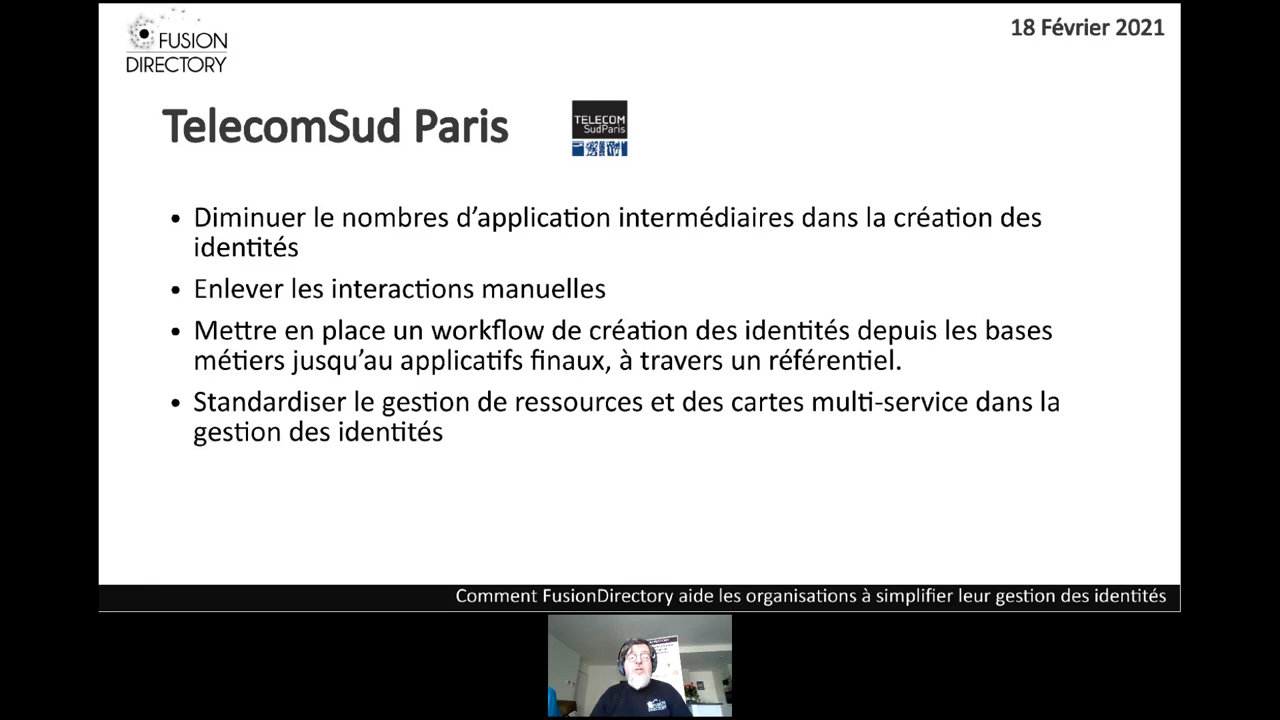 FUSION
DIRECTORY
18 Février 2021
TelecomSud Paris
TELECOM
SudParis
• Diminuer le nombres d’application intermédiaires dans la création des
identités
• Enlever les interactions manuelles
• Mettre en place un workflow de création des identités depuis les bases
métiers jusqu’au applicatifs finaux, à travers un référentiel.
• Standardiser le gestion de ressources et des cartes multi-service dans la
gestion des identités
Comment FusionDirectory aide les organisations à simplifier leur gestion des identités